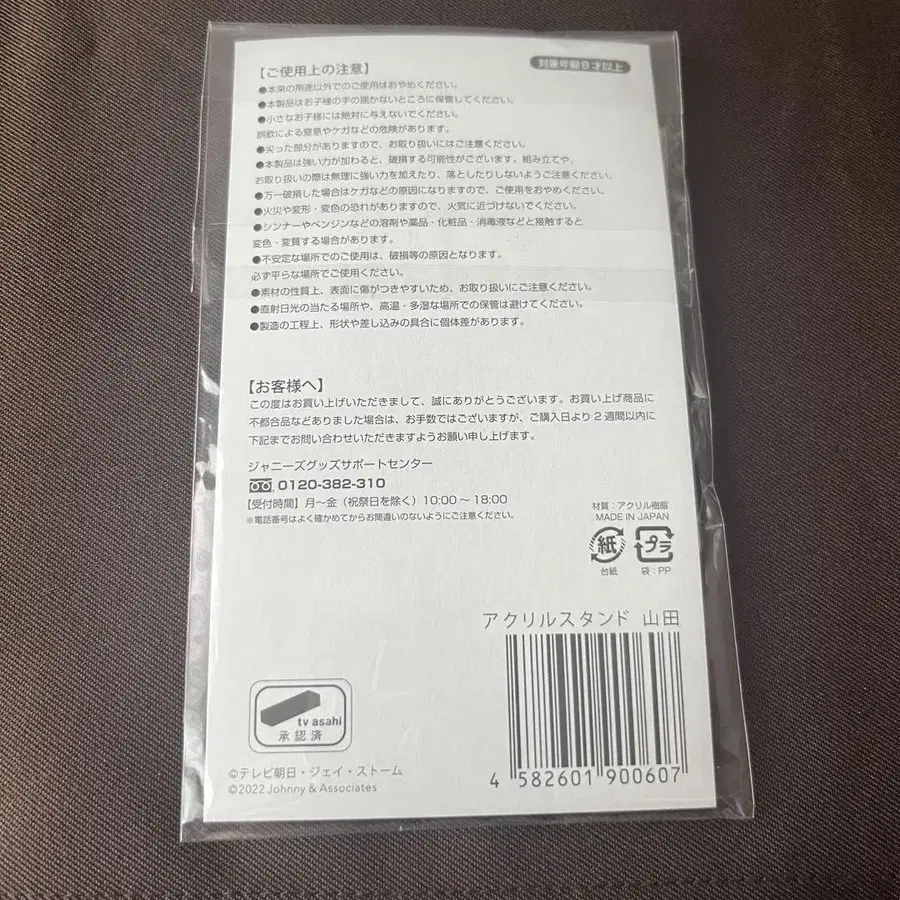 【ご使用上の注意】
対象年齢8才以上
●本来の用途以外でのご使用はおやめください。
●本製品はお子様の手の届かないところに保管してください。
●小さなお子様には絶対に与えないでください。
誤飲による窒息やケガなどの危険があります。
●尖った部分がありますので、お取り扱いにはご注意ください。
●本製品は強い力が加わると、破損する可能性がございます。組み立てや、
お取り扱いの際は無理に強い力を加えたり、落としたりしないようご注意ください。
●万一破損した場合はケガなどの原因になりますので、ご使用をおやめください。
●火災や変形・変色の恐れがありますので、火気に近づけないでください。
●シンナーやベンジンなどの溶剤や薬品・化粧品・消毒液などと接触すると
変色・変質する場合があります。
●不安定な場所でのご使用は、破損等の原因となります。
必ず平らな場所でご使用ください。
●素材の性質上、表面に傷がつきやすいため、お取り扱いにご注意ください。
●直射日光の当たる場所や、高温・多湿な場所での保管は避けてください。
●製造の工程上、形状や差し込みの具合に個体差があります。
【お客様へ】
この度はお買い上げいただきまして、誠にありがとうございます。お買い上げ商品に
不都合品などありました場合は、お手数ではございますが、ご購入日より2週間以内に
下記までお問い合わせいただきますようお願い申し上げます。
ジャニーズグッズサポートセンター
0120-382-310
【受付時間】月～金（祝祭日を除く）10:00～18:00
※電話番号はよく確かめてからお間違いのないようにご注意ください。
材質：アクリル樹脂
MADE IN JAPAN
紙
プラ
台紙
袋：PP
アクリルスタンド 山田
tv asahi
承認済
4 582601 900607
©テレビ朝日・ジェイ・ストーム
©2022 Johnny & Associates